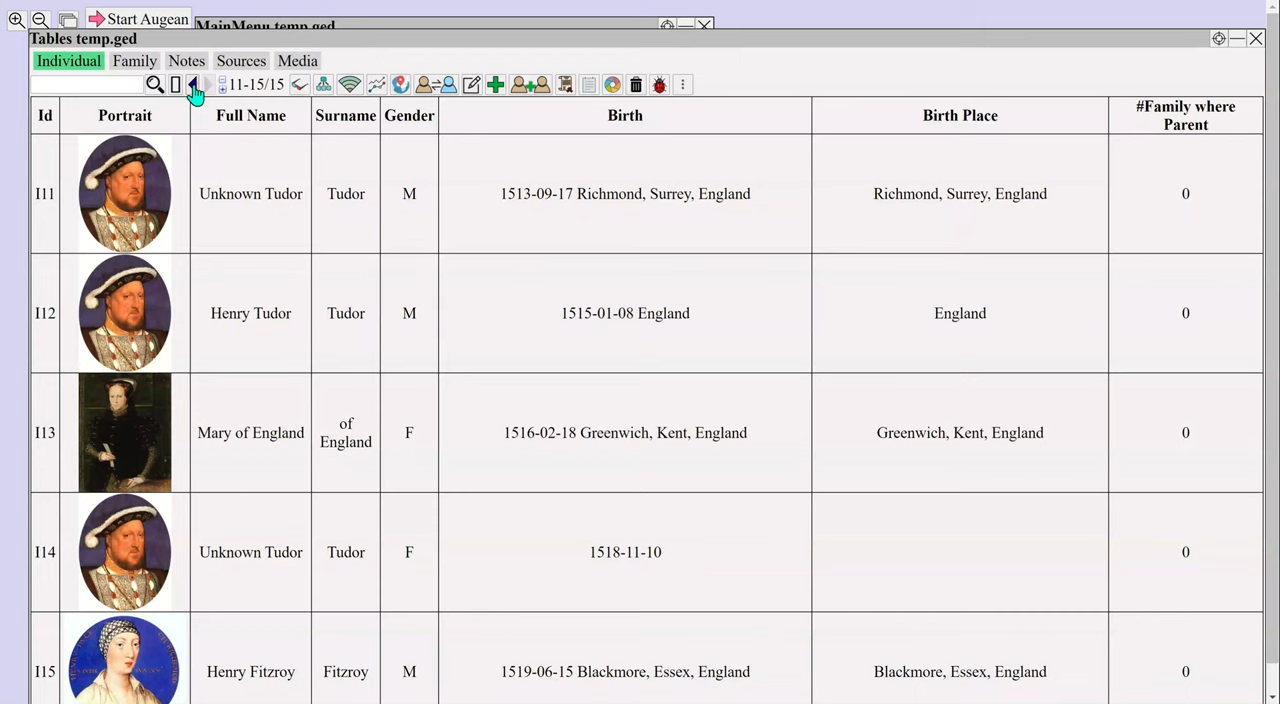 Start Augean
MainMenu temp.ged
Tables temp.ged
Individual Family Notes Sources Media
11-15/15
Id Portrait Full Name Surname Gender Birth Birth Place #Family where Parent
I11 Unknown Tudor Tudor M 1513-09-17 Richmond, Surrey, England Richmond, Surrey, England 0
I12 Henry Tudor Tudor M 1515-01-08 England England 0
I13 Mary of England of England F 1516-02-18 Greenwich, Kent, England Greenwich, Kent, England 0
I14 Unknown Tudor Tudor F 1518-11-10 0
I15 Henry Fitzroy Fitzroy M 1519-06-15 Blackmore, Essex, England Blackmore, Essex, England 0